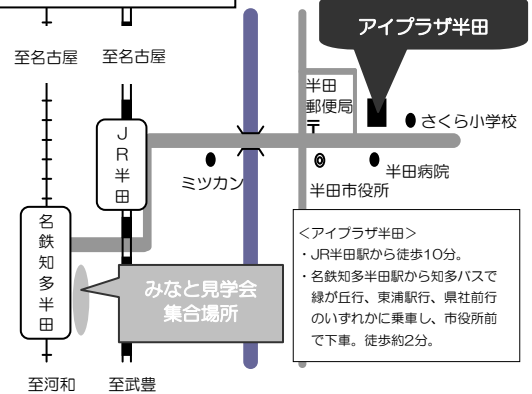 アイプラザ半田
至名古屋
至名古屋
半田
郵便局
〒
さくら小学校
JR半田
ミツカン
半田市役所
半田病院
名鉄知多半田
みなと見学会
集合場所
<アイプラザ半田>
・JR半田駅から徒歩10分。
・名鉄知多半田駅から知多バスで
緑が丘行、東浦駅行、県社前行
のいずれかに乗車し、市役所前
で下車。徒歩約2分。
至河和
至武豊